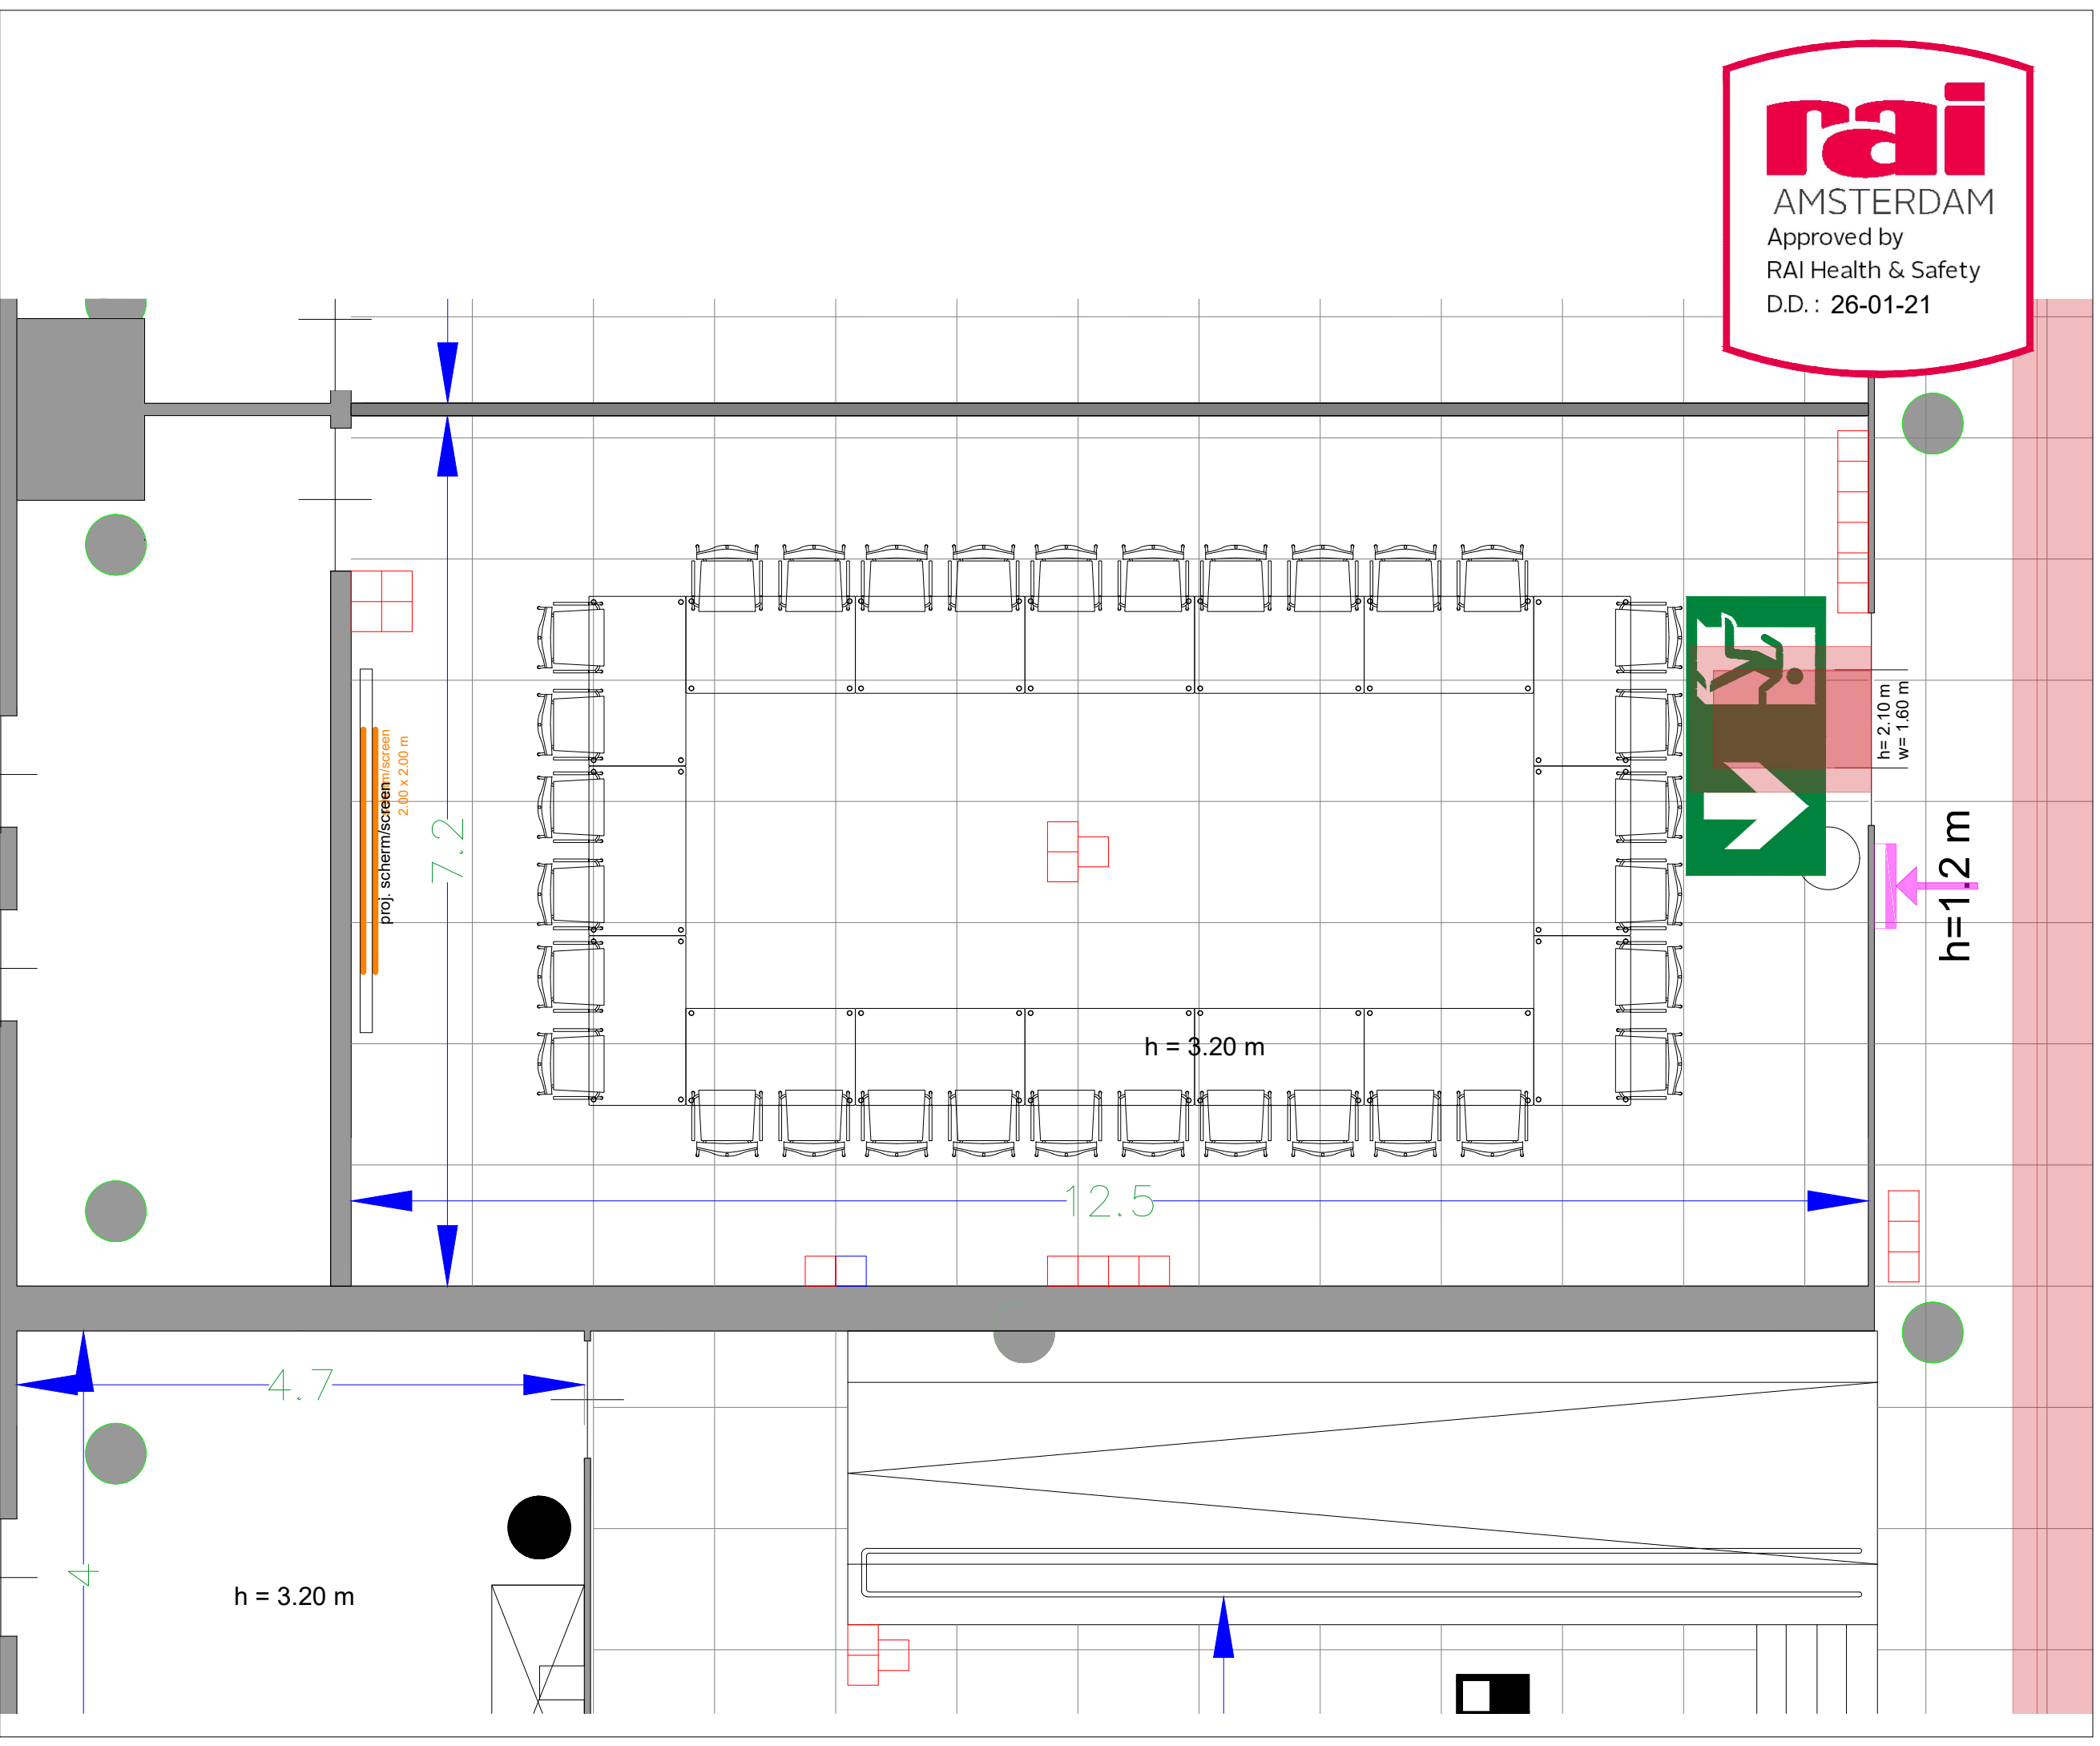 rai
AMSTERDAM
Approved by
RAI Health & Safety
D.D. : 26-01-21
h= 2.10 m
w= 1.60 m
proj. scherm/screen
m/screen
2.00 x 2.00 m
7.2
h=1.2 m
h = 3.20 m
12.5
4.7
4
h = 3.20 m